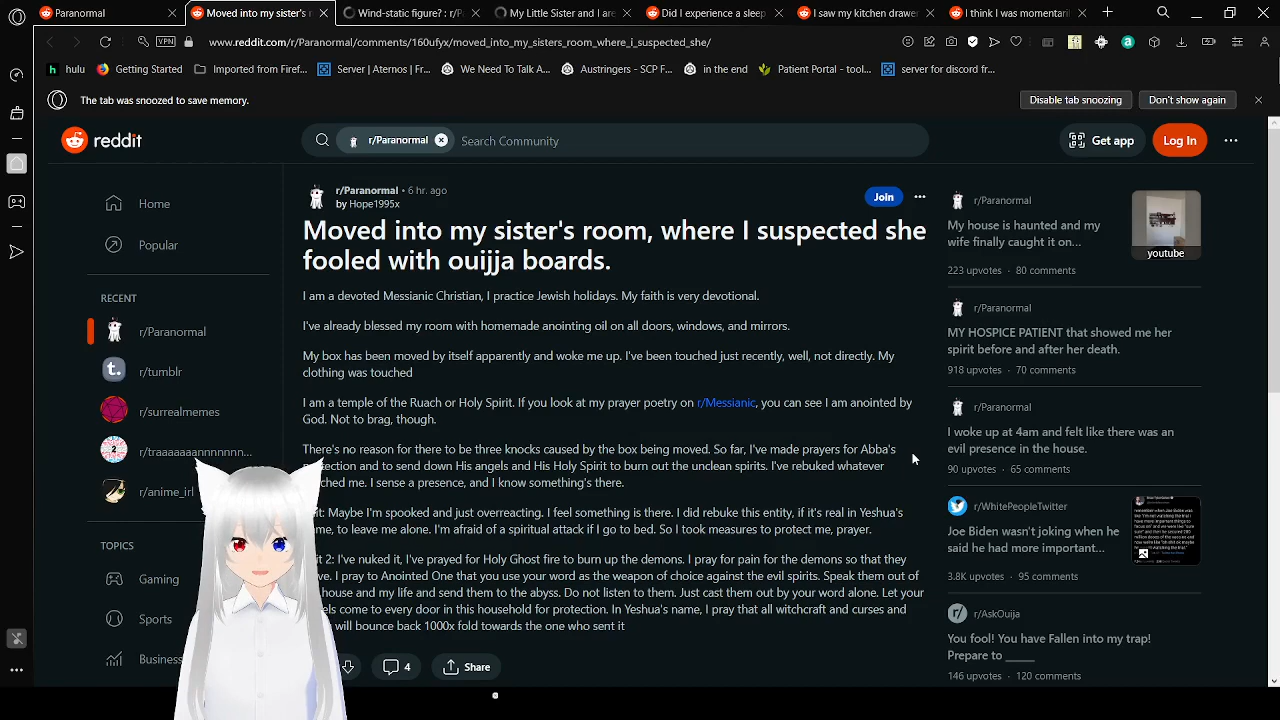 Paranormal
Moved into my sister's r
Wind-static figure? : r/Pa
My Little Sister and I are
Did I experience a sleep
I saw my kitchen drawer
I think I was momentari
VPN
www.reddit.com/r/Paranormal/comments/160ufyx/moved_into_my_sisters_room_where_i_suspected_she/
hulu
Getting Started
Imported from Firef...
Server | Aternos | Fr...
We Need To Talk A...
Austringers - SCP F...
in the end
Patient Portal - tool...
server for discord fr...
The tab was snoozed to save memory.
Disable tab snoozing
Don't show again
reddit
r/Paranormal
Search Community
Get app
Log In
Home
Popular
RECENT
r/Paranormal
r/tumblr
r/surrealmemes
r/traaaaaaannnnnnn...
r/anime_irl
TOPICS
Gaming
Sports
Business
r/Paranormal • 6 hr. ago
by Hope1995x
Join
Moved into my sister's room, where I suspected she
fooled with ouijja boards.
I am a devoted Messianic Christian, I practice Jewish holidays. My faith is very devotional.
I've already blessed my room with homemade anointing oil on all doors, windows, and mirrors.
My box has been moved by itself apparently and woke me up. I've been touched just recently, well, not directly. My
clothing was touched
I am a temple of the Ruach or Holy Spirit. If you look at my prayer poetry on r/Messianic, you can see I am anointed by
God. Not to brag, though.
There's no reason for there to be three knocks caused by the box being moved. So far, I've made prayers for Abba's
ection and to send down His angels and His Holy Spirit to burn out the unclean spirits. I've rebuked whatever
ched me. I sense a presence, and I know something's there.
it: Maybe I'm spooked and just overreacting. I feel something is there. I did rebuke this entity, if it's real in Yeshua's
me, to leave me alone. I'm afraid of a spiritual attack if I go to bed. So I took measures to protect me, prayer.
it 2: I've nuked it, I've prayed for Holy Ghost fire to burn up the demons. I pray for pain for the demons so that they
ve. I pray to Anointed One that you use your word as the weapon of choice against the evil spirits. Speak them out of
house and my life and send them to the abyss. Do not listen to them. Just cast them out by your word alone. Let your
els come to every door in this household for protection. In Yeshua's name, I pray that all witchcraft and curses and
will bounce back 1000x fold towards the one who sent it
4
Share
r/Paranormal
My house is haunted and my
wife finally caught it on...
youtube
223 upvotes · 80 comments
r/Paranormal
MY HOSPICE PATIENT that showed me her
spirit before and after her death.
918 upvotes · 70 comments
r/Paranormal
I woke up at 4am and felt like there was an
evil presence in the house.
90 upvotes · 65 comments
r/WhitePeopleTwitter
Joe Biden wasn't joking when he
said he had more important...
3.8K upvotes · 95 comments
r/AskOuija
You fool! You have Fallen into my trap!
Prepare to _____
146 upvotes · 120 comments